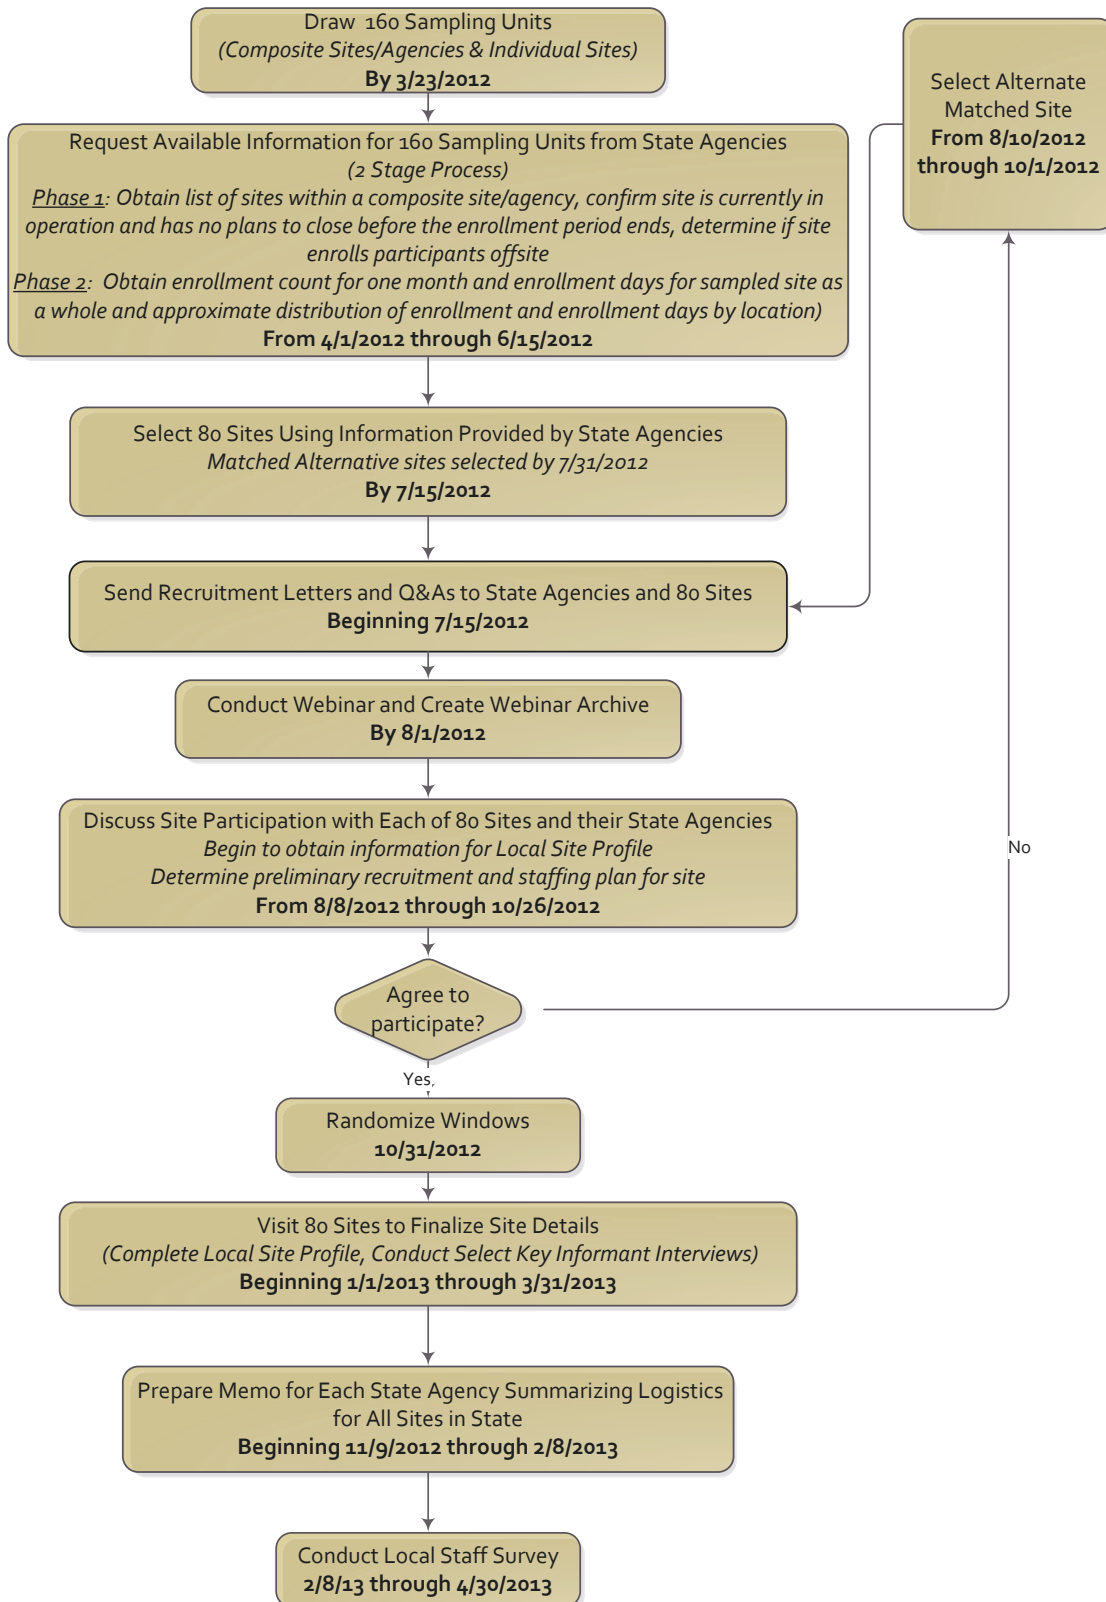 Draw 160 Sampling Units
(Composite Sites/Agencies & Individual Sites)
By 3/23/2012
Select Alternate
Matched Site
From 8/10/2012
through 10/1/2012
Request Available Information for 160 Sampling Units from State Agencies
(2 Stage Process)
Phase 1: Obtain list of sites within a composite site/agency, confirm site is currently in
operation and has no plans to close before the enrollment period ends, determine if site
enrolls participants offsite
Phase 2: Obtain enrollment count for one month and enrollment days for sampled site as
a whole and approximate distribution of enrollment and enrollment days by location)
From 4/1/2012 through 6/15/2012
Select 80 Sites Using Information Provided by State Agencies
Matched Alternative sites selected by 7/31/2012
By 7/15/2012
Send Recruitment Letters and Q&As to State Agencies and 80 Sites
Beginning 7/15/2012
Conduct Webinar and Create Webinar Archive
By 8/1/2012
Discuss Site Participation with Each of 80 Sites and their State Agencies
Begin to obtain information for Local Site Profile
Determine preliminary recruitment and staffing plan for site
From 8/8/2012 through 10/26/2012
No
Agree to
participate?
Yes
Randomize Windows
10/31/2012
Visit 80 Sites to Finalize Site Details
(Complete Local Site Profile, Conduct Select Key Informant Interviews)
Beginning 1/1/2013 through 3/31/2013
Prepare Memo for Each State Agency Summarizing Logistics
for All Sites in State
Beginning 11/9/2012 through 2/8/2013
Conduct Local Staff Survey
2/8/13 through 4/30/2013